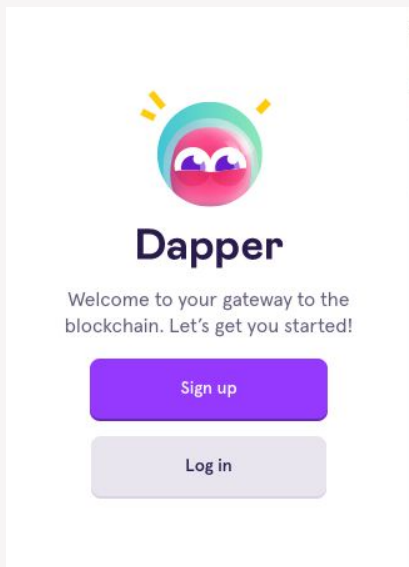 Dapper
Welcome to your gateway to the
blockchain. Let’s get you started!
Sign up
Log in